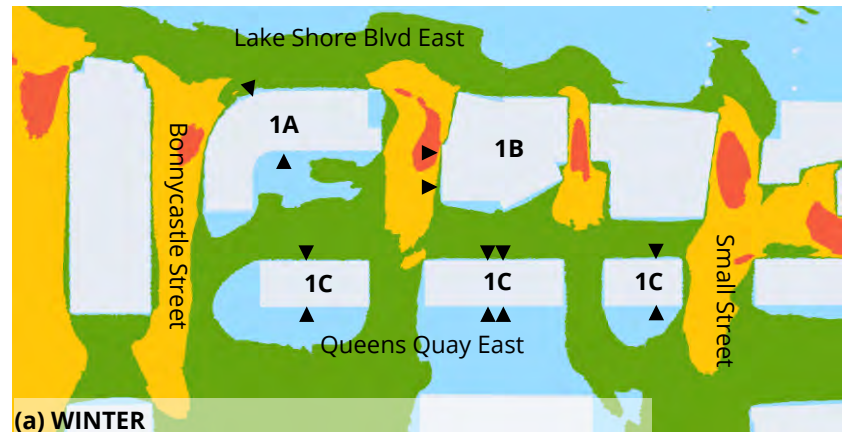 Lake Shore Blvd East
1A
Bonnycastle Street
1B
Small Street
1C
1C
1C
Queens Quay East
(a) WINTER